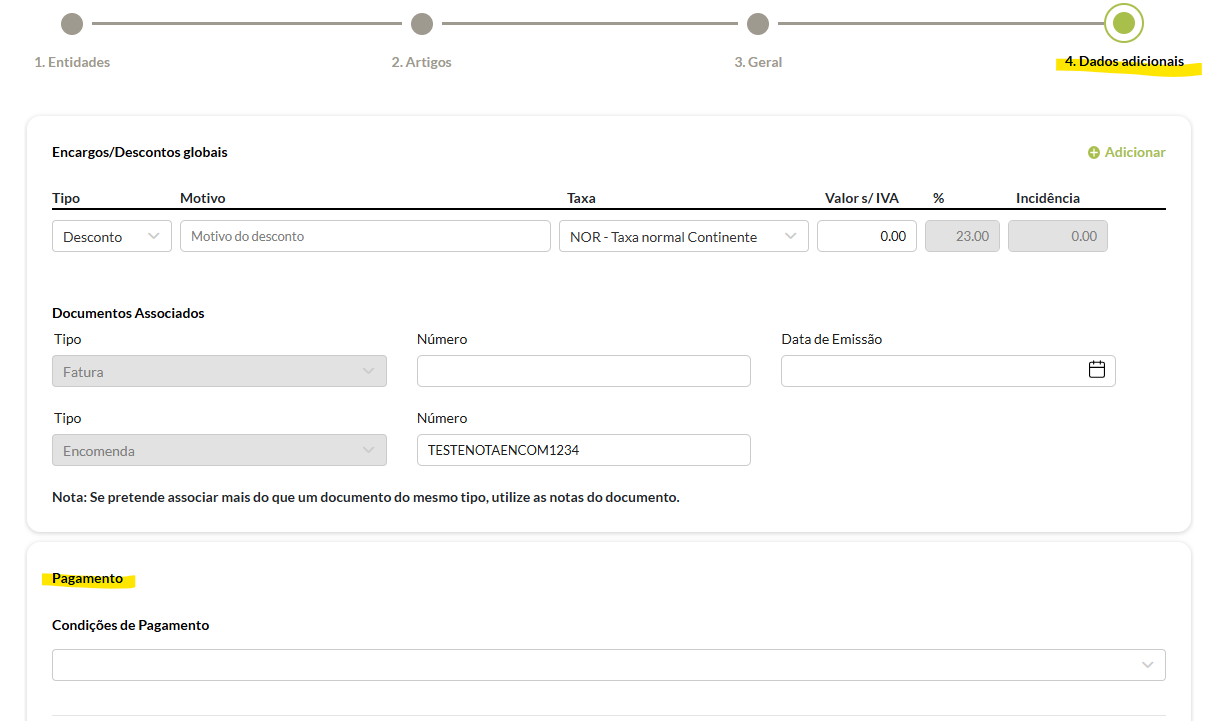 1. Entidades
2. Artigos
3. Geral
4. Dados adicionais
Encargos/Descontos globais
Adicionar
Tipo
Motivo
Taxa
Valor s/ IVA
%
Incidência
Desconto
Motivo do desconto
NOR - Taxa normal Continente
0.00
23.00
0.00
Documentos Associados
Tipo
Número
Data de Emissão
Fatura
Tipo
Número
Encomenda
TESTENOTAENCOM1234
Nota: Se pretende associar mais do que um documento do mesmo tipo, utilize as notas do documento.
Pagamento
Condições de Pagamento